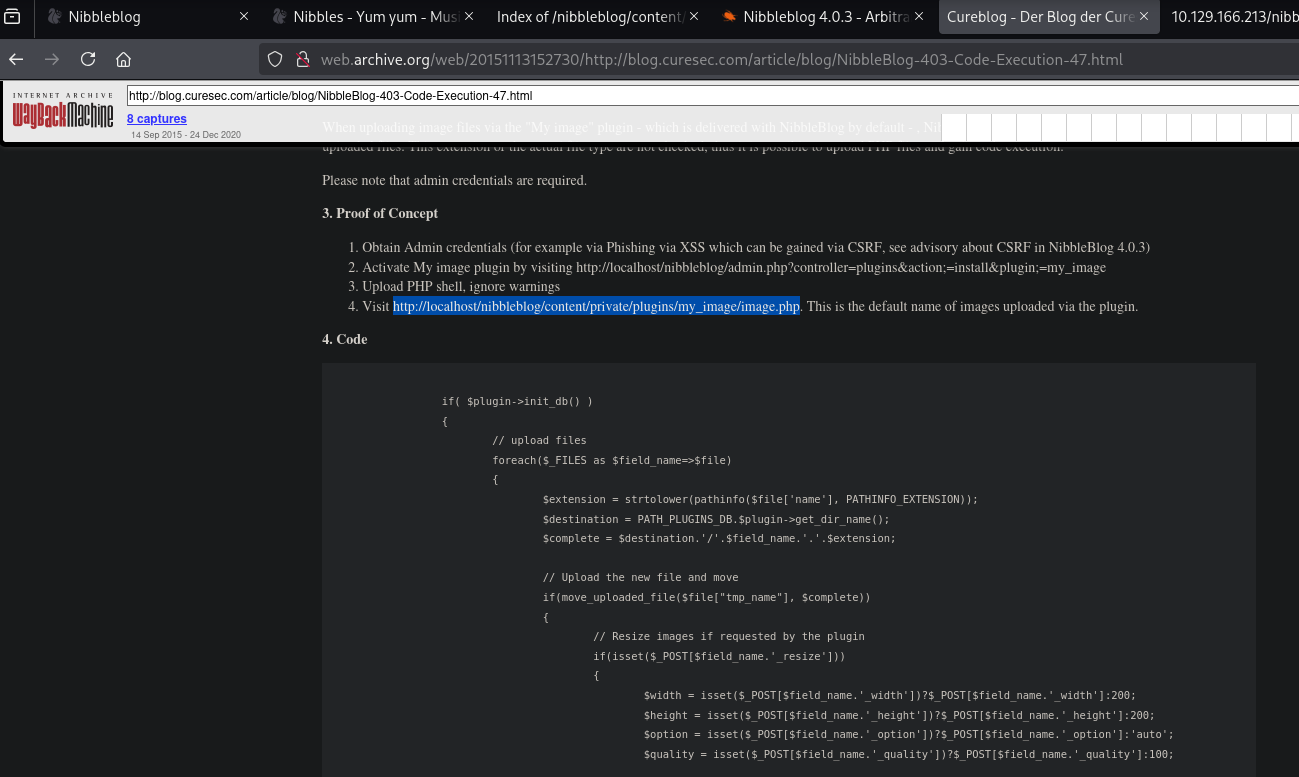 Nibbleblog
Nibbles - Yum yum - Mus
Index of /nibbleblog/content/
Nibbleblog 4.0.3 - Arbitra
Cureblog - Der Blog der Cure
10.129.166.213/nibb
web.archive.org/web/20151113152730/http://blog.curesec.com/article/blog/NibbleBlog-403-Code-Execution-47.html
INTERNET ARCHIVE
WayBackMachine
http://blog.curesec.com/article/blog/NibbleBlog-403-Code-Execution-47.html
8 captures
14 Sep 2015 - 24 Dec 2020
When uploading image files via the "My image" plugin - which is delivered with NibbleBlog by default - , Nil
uploaded files. This extension or the actual file type are not checked, thus it is possible to upload PHP files and gain code execution.
Please note that admin credentials are required.
3. Proof of Concept
1. Obtain Admin credentials (for example via Phishing via XSS which can be gained via CSRF, see advisory about CSRF in NibbleBlog 4.0.3)
2. Activate My image plugin by visiting http://localhost/nibbleblog/admin.php?controller=plugins&action;=install&plugin;=my_image
3. Upload PHP shell, ignore warnings
4. Visit http://localhost/nibbleblog/content/private/plugins/my_image/image.php. This is the default name of images uploaded via the plugin.
4. Code
if( $plugin->init_db() )
{
// upload files
foreach($_FILES as $field_name=>$file)
{
$extension = strtolower(pathinfo($file['name'], PATHINFO_EXTENSION));
$destination = PATH_PLUGINS_DB.$plugin->get_dir_name();
$complete = $destination.'/'.$field_name.'.'.$extension;
// Upload the new file and move
if(move_uploaded_file($file["tmp_name"], $complete))
{
// Resize images if requested by the plugin
if(isset($_POST[$field_name.'_resize']))
{
$width = isset($_POST[$field_name.'_width'])?$_POST[$field_name.'_width']:200;
$height = isset($_POST[$field_name.'_height'])?$_POST[$field_name.'_height']:200;
$option = isset($_POST[$field_name.'_option'])?$_POST[$field_name.'_option']:'auto';
$quality = isset($_POST[$field_name.'_quality'])?$_POST[$field_name.'_quality']:100;